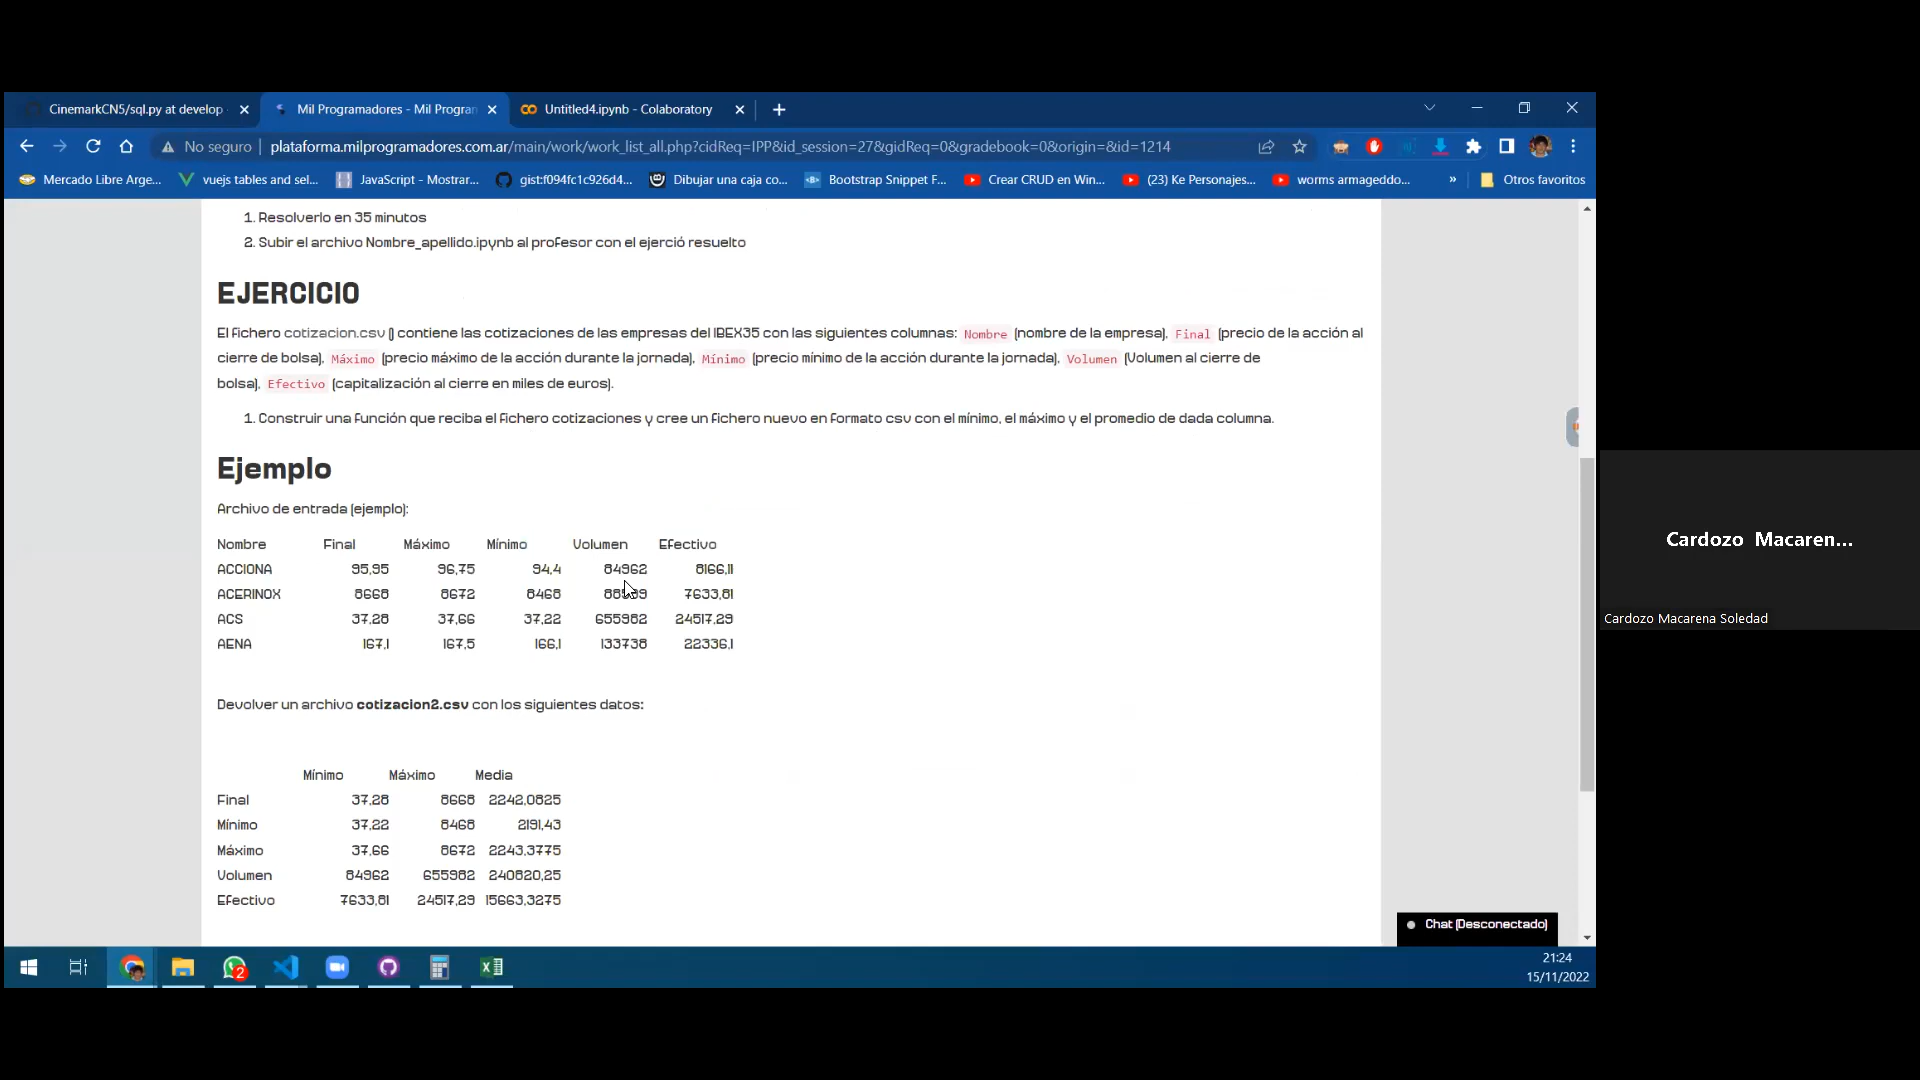 CinemarkCN5/sql.py at develop
Mil Programadores - Mil Progran
Untitled4.ipynb - Colaboratory
No seguro
plataforma.milprogramadores.com.ar/main/work/work_list_all.php?cidReq=IPP&id_session=27&gidReq=0&gradebook=0&origin=&id=1214
Mercado Libre Arge...
vuejs tables and sel...
JavaScript - Mostrar...
gist:f094fc1c926d4...
Dibujar una caja co...
Bootstrap Snippet F...
Crear CRUD en Win...
(23) Ke Personajes...
worms armageddo...
»
Otros favoritos
1. Resolverlo en 35 minutos
2. Subir el archivo Nombre_apellido.ipynb al profesor con el ejerció resuelto
EJERCICIO
El fichero cotizacion.csv () contiene las cotizaciones de las empresas del IBEX35 con las siguientes columnas: Nombre (nombre de la empresa), Final (precio de la acción al
cierre de bolsa), Máximo (precio máximo de la acción durante la jornada), Mínimo (precio mínimo de la acción durante la jornada), Volumen (Volumen al cierre de
bolsa), Efectivo (capitalización al cierre en miles de euros).
1. Construir una función que reciba el fichero cotizaciones y cree un fichero nuevo en formato csv con el mínimo, el máximo y el promedio de dada columna.
Ejemplo
Archivo de entrada (ejemplo):
Nombre Final Máximo Mínimo Volumen Efectivo
ACCIONA 95,95 96,75 94,4 84962 8166,11
ACERINOX 8668 8672 8468 7633,81
ACS 37,28 37,66 37,22 655982 24517,29
AENA 167,1 167,5 166,1 133738 22336,1
Devolver un archivo cotizacion2.csv con los siguientes datos:
Mínimo Máximo Media
Final 37,28 8668 2242,0825
Mínimo 37,22 8468 2191,43
Máximo 37,66 8672 2243,3775
Volumen 84962 655982 240820,25
Efectivo 7633,81 24517,29 15663,3275
Chat (Desconectado)
2
21:24
15/11/2022
Cardozo Macaren...
Cardozo Macarena Soledad